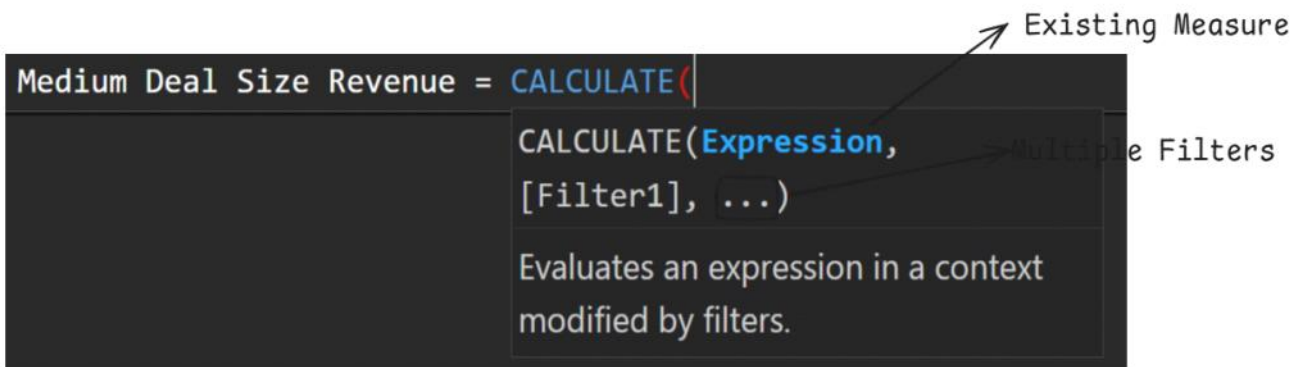 Existing Measure
Medium Deal Size Revenue = CALCULATE(
CALCULATE(Expression,
Multiple Filters
[Filter1], ...)
Evaluates an expression in a context
modified by filters.